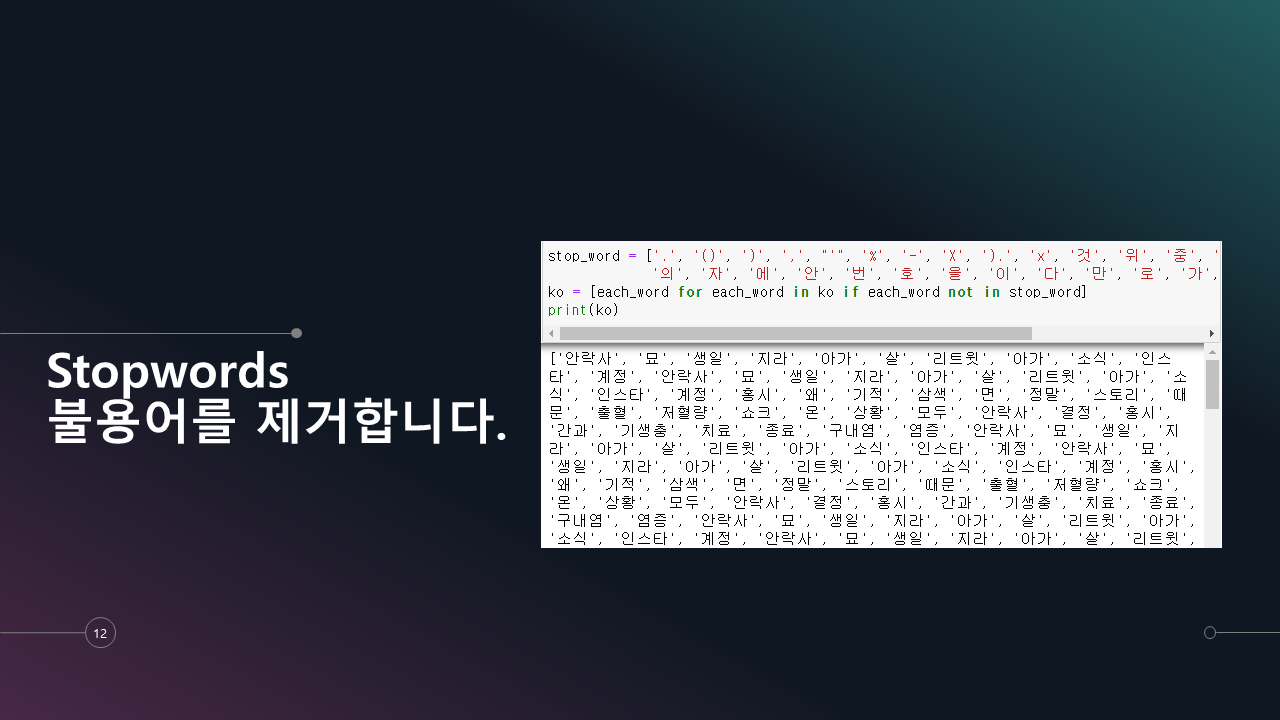 Stopwords
불용어를 제거합니다.
stop_word = ['.', '()', ')', ',', "'", '%', '-', 'X', ').', 'x', '것', '위', '중', '
'의', '자', '에', '안', '번', '호', '을', '이', '다', '만', '로', '가',
ko = [each_word for each_word in ko if each_word not in stop_word]
print(ko)
['안락사', '묘', '생일', '지라', '아가', '살', '리트윗', '아가', '소식', '인스
타', '계정', '안락사', '묘', '생일', '지라', '아가', '살', '리트윗', '아가', '소
식', '인스타', '계정', '홍시', '왜', '기적', '삼색', '면', '정말', '스토리', '때
문', '출혈', '저혈량', '쇼크', '온', '상황', '모두', '안락사', '결정', '홍시',
'간과', '기생충', '치료', '종료', '구내염', '염증', '안락사', '묘', '생일', '지
라', '아가', '살', '리트윗', '아가', '소식', '인스타', '계정', '안락사', '묘',
'생일', '지라', '아가', '살', '리트윗', '아가', '소식', '인스타', '계정', '홍시',
'왜', '기적', '삼색', '면', '정말', '스토리', '때문', '출혈', '저혈량', '쇼크',
'온', '상황', '모두', '안락사', '결정', '홍시', '간과', '기생충', '치료', '종료',
'구내염', '염증', '안락사', '묘', '생일', '지라', '아가', '살', '리트윗', '아가',
'소식', '인스타', '계정', '안락사', '묘', '생일', '지라', '아가', '살', '리트윗',
12